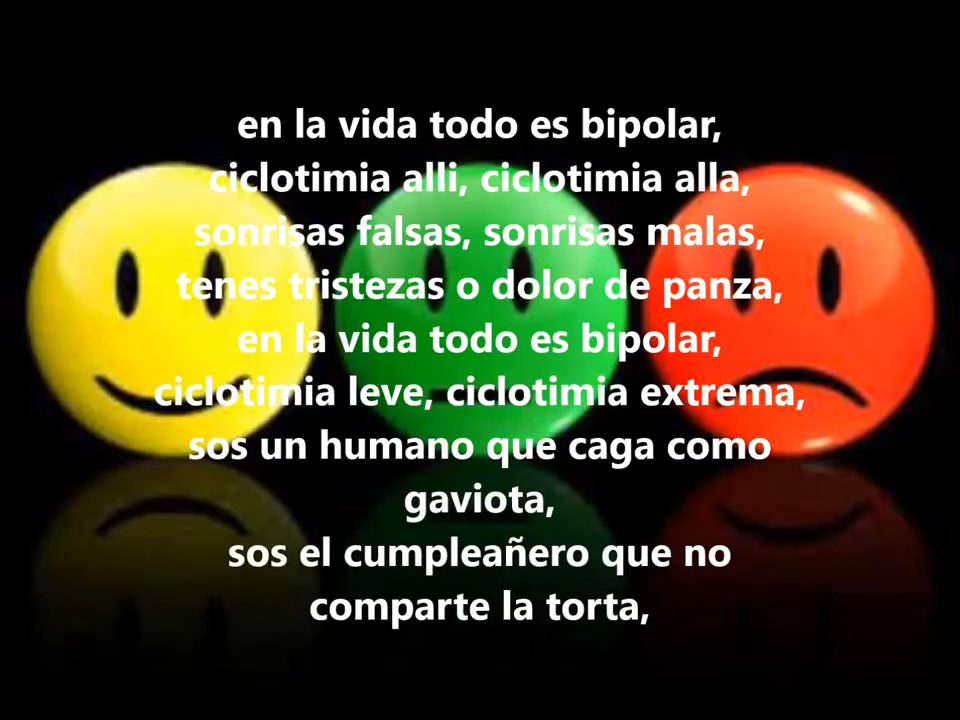 en la vida todo es bipolar,
ciclotimia alli, ciclotimia alla,
sonrisas falsas, sonrisas malas,
tenes tristezas o dolor de panza,
en la vida todo es bipolar,
ciclotimia leve, ciclotimia extrema,
sos un humano que caga como
gaviota,
sos el cumpleañero que no
comparte la torta,